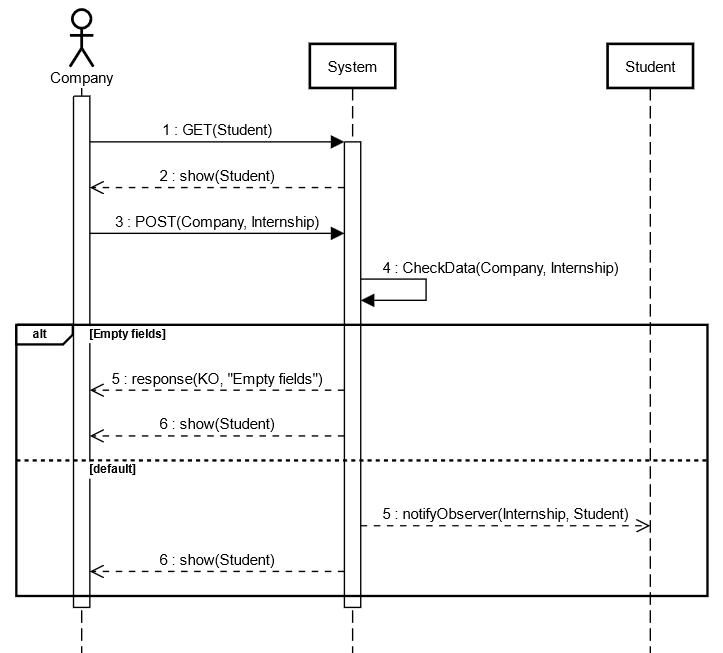 Company
System
Student
1 : GET(Student)
2 : show(Student)
3 : POST(Company, Internship)
4 : CheckData(Company, Internship)
alt
[Empty fields]
5 : response(KO, "Empty fields")
6 : show(Student)
[default]
5 : notifyObserver(Internship, Student)
6 : show(Student)